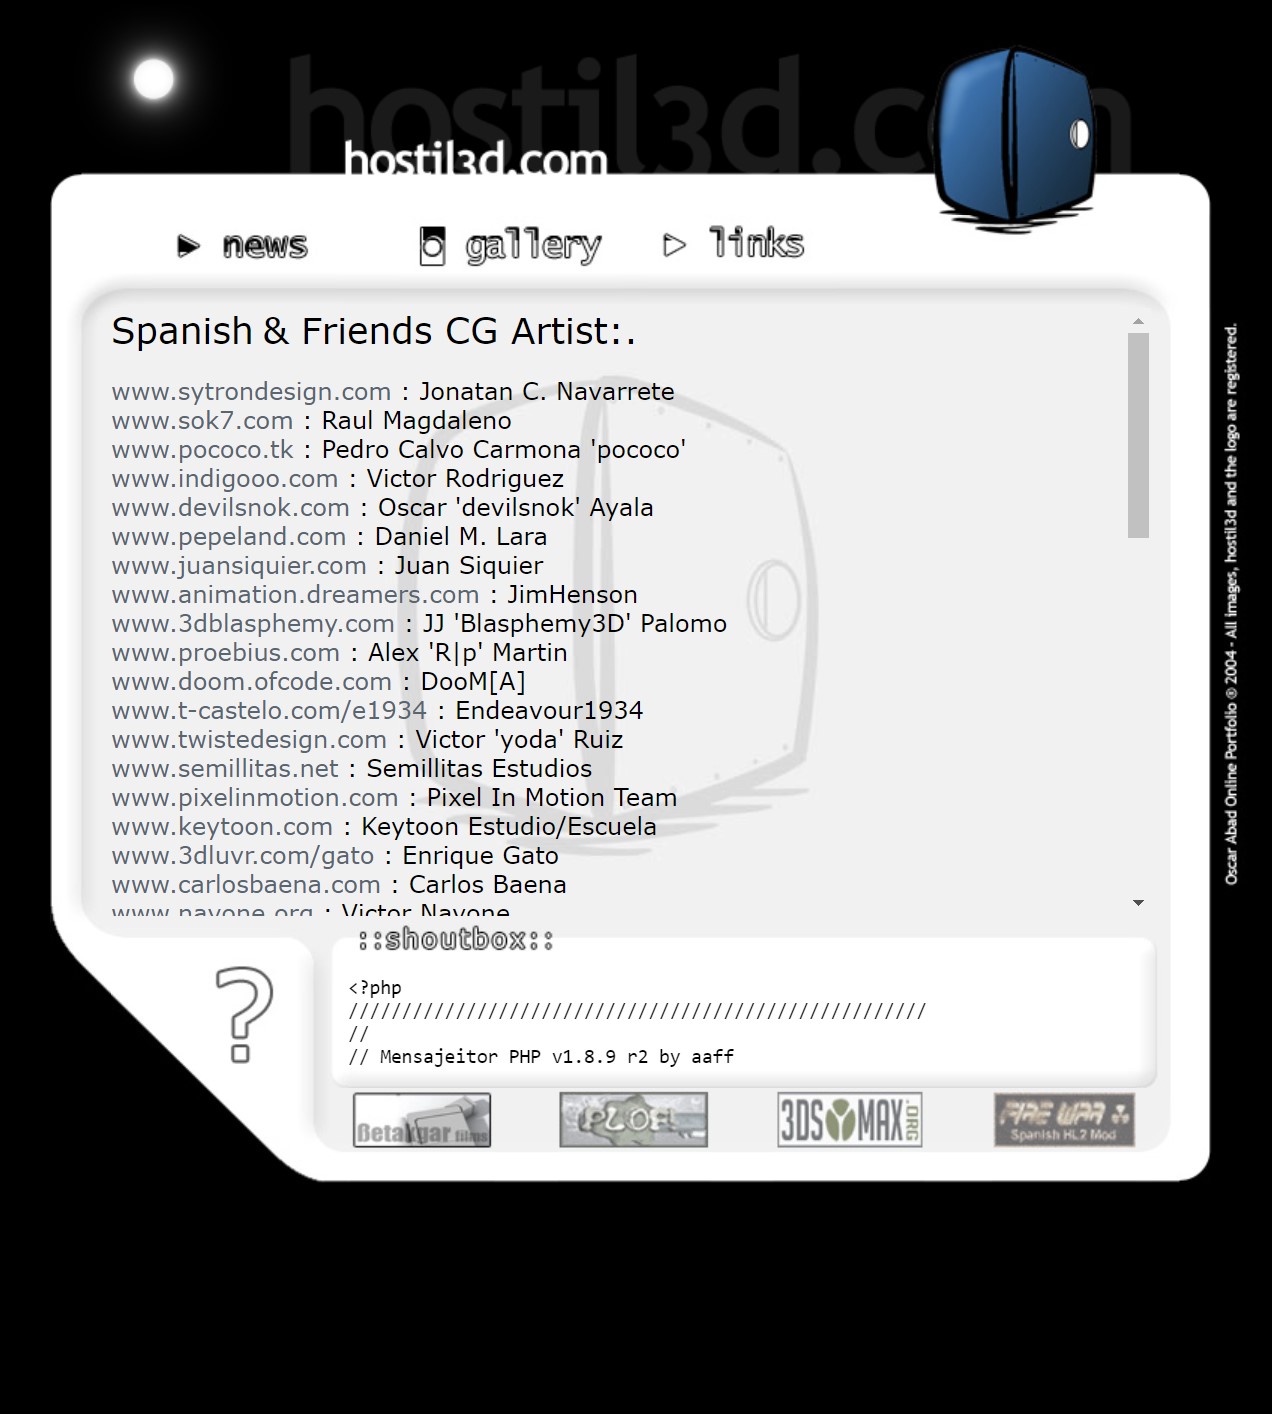 hostil3d.com
hostil3d.com
news
gallery
links
Spanish & Friends CG Artist:.
www.sytrondesign.com : Jonatan C. Navarrete
www.sok7.com : Raul Magdaleno
www.pococo.tk : Pedro Calvo Carmona 'pococo'
www.indigooo.com : Victor Rodriguez
www.devilsnok.com : Oscar 'devilsnok' Ayala
www.pepeland.com : Daniel M. Lara
www.juansiquier.com : Juan Siquier
www.animation.dreamers.com : JimHenson
www.3dblasphemy.com : JJ 'Blasphemy3D' Palomo
www.proebius.com : Alex 'R|p' Martin
www.doom.ofcode.com : DooM[A]
www.t-castelo.com/e1934 : Endeavour1934
www.twistedesign.com : Victor 'yoda' Ruiz
www.semillitas.net : Semillitas Estudios
www.pixelinmotion.com : Pixel In Motion Team
www.keytoon.com : Keytoon Estudio/Escuela
www.3dluvr.com/gato : Enrique Gato
www.carlosbaena.com : Carlos Baena
www.navone.org : Victor Navone
Oscar Abad Online Portfolio ® 2004 - All images, hostil3d and the logo are registered.
?
::shoutbox::
<?php
//////////////////////////////////////////////////////
//
// Mensajeitor PHP v1.8.9 r2 by aaff
Betakgar films
PLOF!
3DS MAX .ORG
FIRE WAR
Spanish HL2 Mod